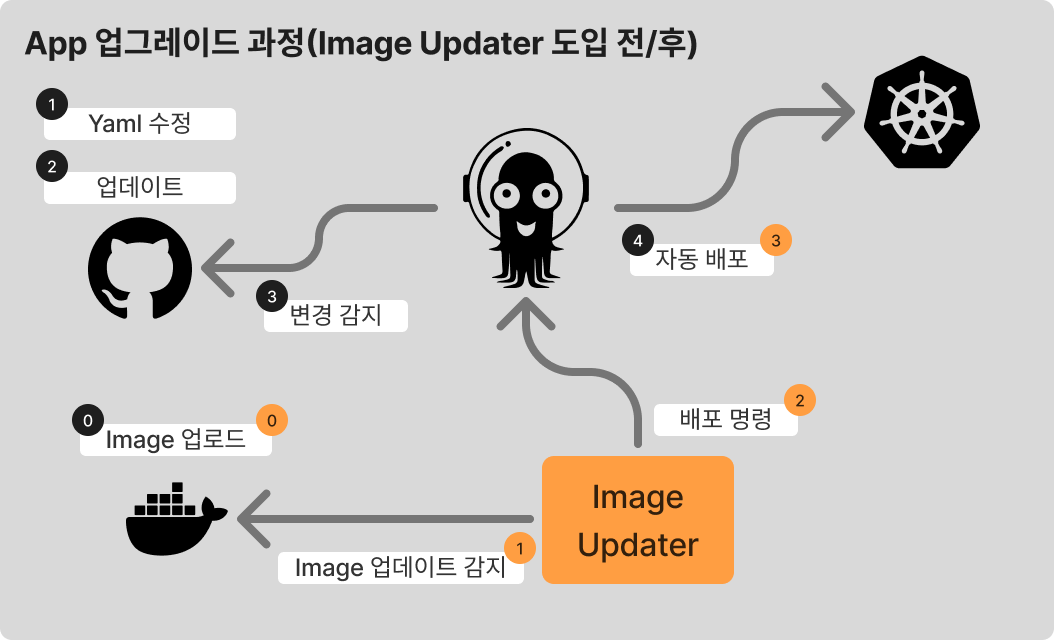 App 업그레이드 과정(Image Updater 도입 전/후)
1
Yaml 수정
2
업데이트
4
3
자동 배포
3
변경 감지
2
배포 명령
0
0
Image 업로드
Image
Updater
1
Image 업데이트 감지